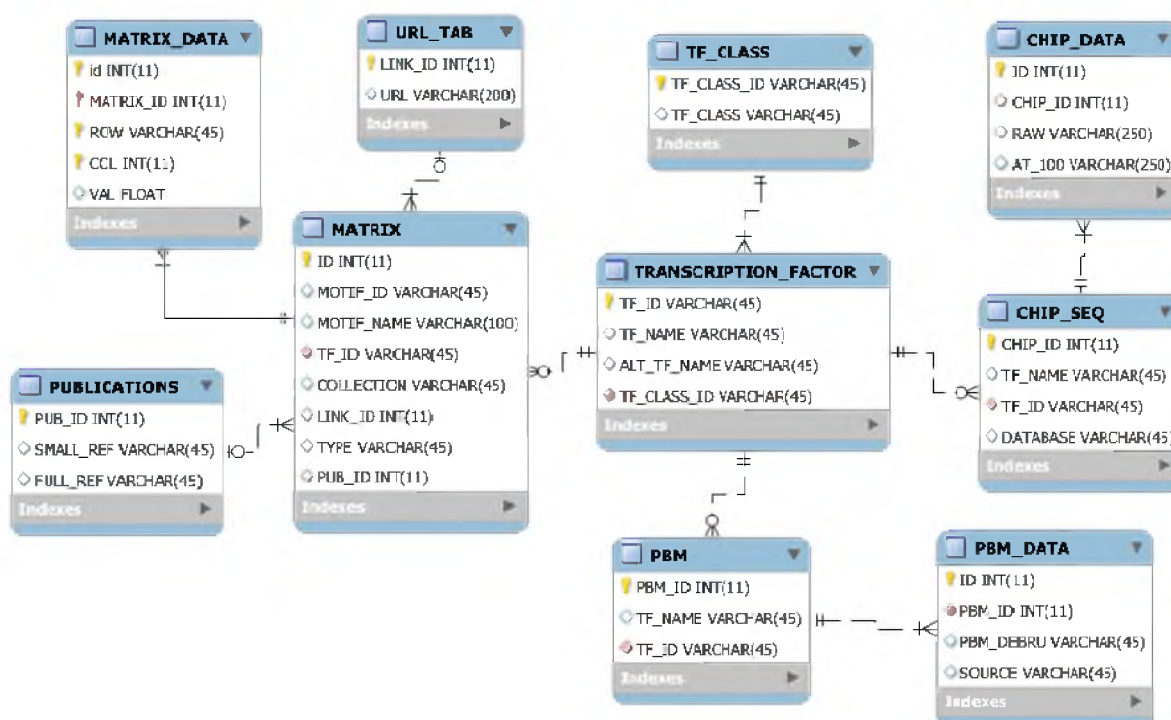 MATRIX_DATA
id INT(11)
MATRIX_ID INT(11)
ROW VARCHAR(45)
COL INT(11)
VAL FLOAT
Indexes
URL_TAB
LINK_ID INT(11)
URL VARCHAR(200)
Indexes
TF_CLASS
TF_CLASS_ID VARCHAR(45)
TF_CLASS VARCHAR(45)
Indexes
CHIP_DATA
ID INT(11)
CHIP_ID INT(11)
RAW VARCHAR(250)
AT_100 VARCHAR(250)
Indexes
MATRIX
ID INT(11)
MOTIF_ID VARCHAR(45)
MOTIF_NAME VARCHAR(100)
TF_ID VARCHAR(45)
COLLECTION VARCHAR(45)
LINK_ID INT(11)
TYPE VARCHAR(45)
PUB_ID INT(11)
Indexes
TRANSCRIPTION_FACTOR
TF_ID VARCHAR(45)
TF_NAME VARCHAR(45)
ALT_TF_NAME VARCHAR(45)
TF_CLASS_ID VARCHAR(45)
Indexes
CHIP_SEQ
CHIP_ID INT(11)
TF_NAME VARCHAR(45)
TF_ID VARCHAR(45)
DATABASE VARCHAR(45)
Indexes
PUBLICATIONS
PUB_ID INT(11)
SMALL_REF VARCHAR(45)
FULL_REF VARCHAR(45)
Indexes
PBM
PBM_ID INT(11)
TF_NAME VARCHAR(45)
TF_ID VARCHAR(45)
Indexes
PBM_DATA
ID INT(11)
PBM_ID INT(11)
PBM_DEBRU VARCHAR(45)
SOURCE VARCHAR(45)
Indexes